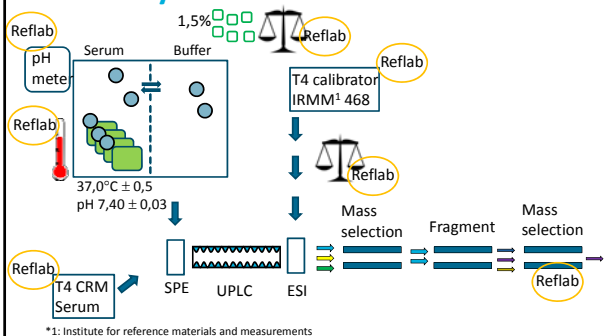 1,5%
Reflab
Reflab
Serum
Buffer
pH
meter
Reflab
T4 calibrator
IRMM¹ 468
Reflab
37,0°C ± 0,5
pH 7,40 ± 0,03
Reflab
Mass
selection
Fragment
Mass
selection
Reflab
T4 CRM
Serum
SPE
UPLC
ESI
Reflab
*1: Institute for reference materials and measurements